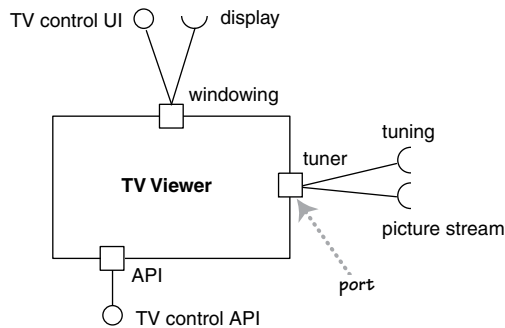 TV control UI
display
windowing
tuning
tuner
TV Viewer
picture stream
API
port
TV control API